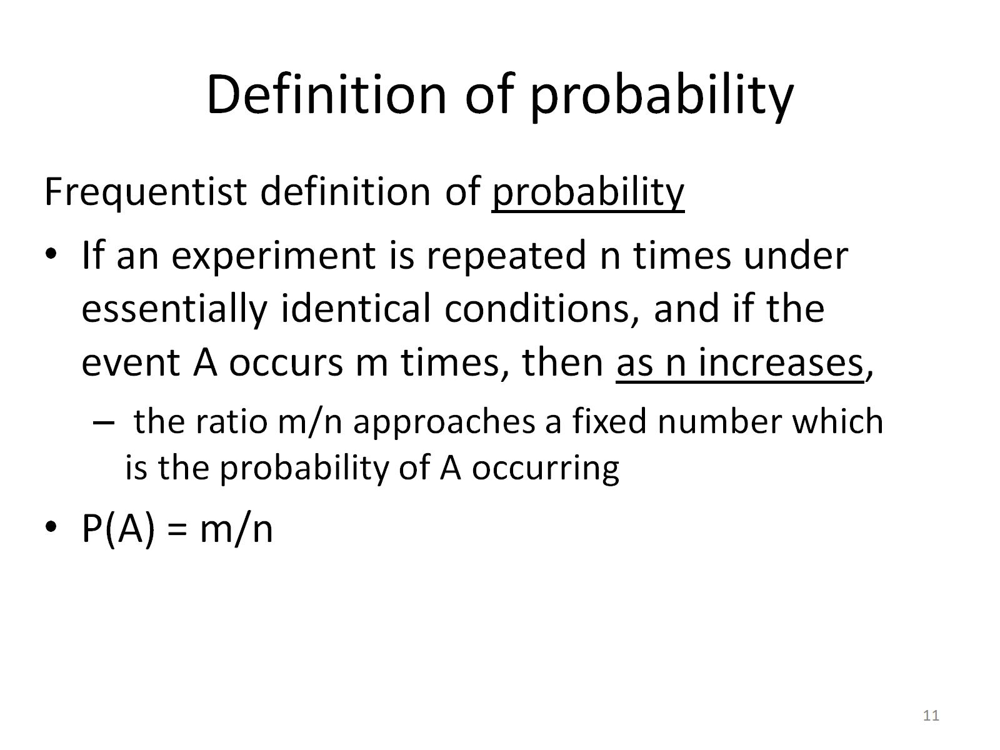 Definition of probability
Frequentist definition of probability
• If an experiment is repeated n times under
essentially identical conditions, and if the
event A occurs m times, then as n increases,
– the ratio m/n approaches a fixed number which
is the probability of A occurring
• P(A) = m/n
11